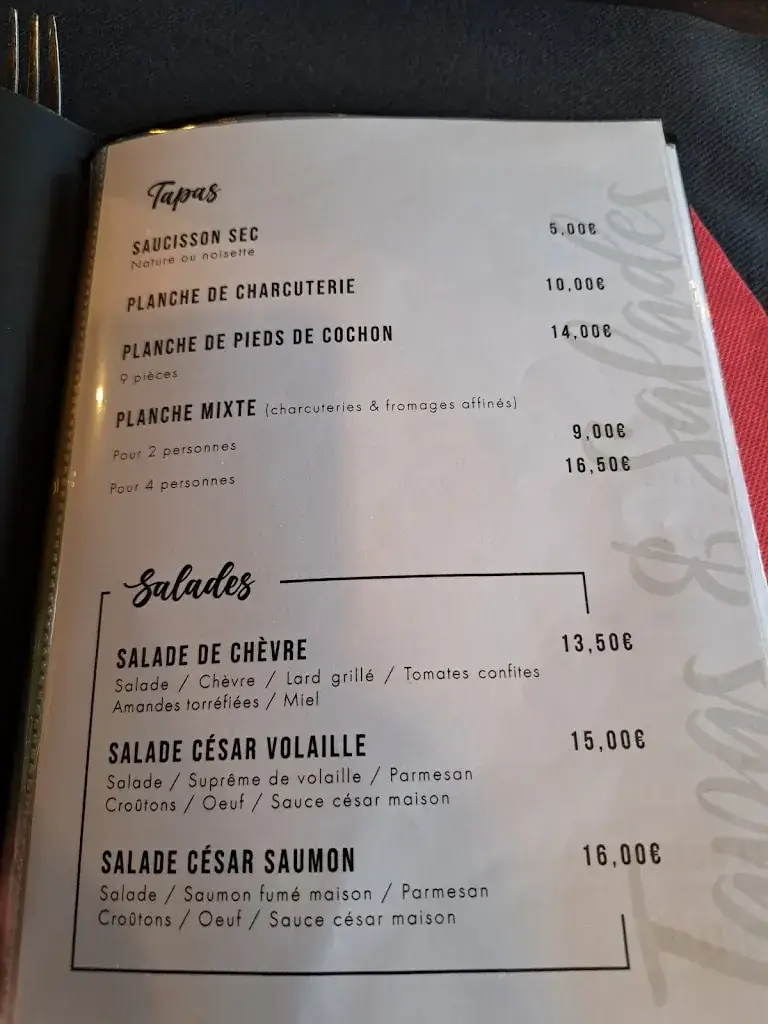 Tapas
SAUCISSON SEC 5,00€
Nature ou noisette
PLANCHE DE CHARCUTERIE 10,00€
PLANCHE DE PIEDS DE COCHON 14,00€
9 pièces
PLANCHE MIXTE (charcuteries & fromages affinés)
Pour 2 personnes 9,00€
Pour 4 personnes 16,50€
Salades
SALADE DE CHÈVRE 13,50€
Salade / Chèvre / Lard grillé / Tomates confites
Amandes torréfiées / Miel
SALADE CÉSAR VOLAILLE 15,00€
Salade / Suprême de volaille / Parmesan
Croûtons / Oeuf / Sauce césar maison
SALADE CÉSAR SAUMON 16,00€
Salade / Saumon fumé maison / Parmesan
Croûtons / Oeuf / Sauce césar maison
Tapas & Salades